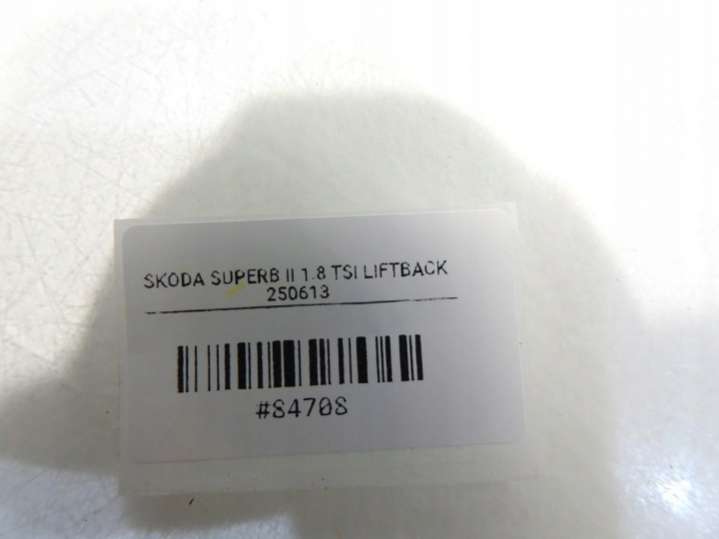 SKODA SUPERB II 1.8 TSI LIFTBACK
250613
#84708